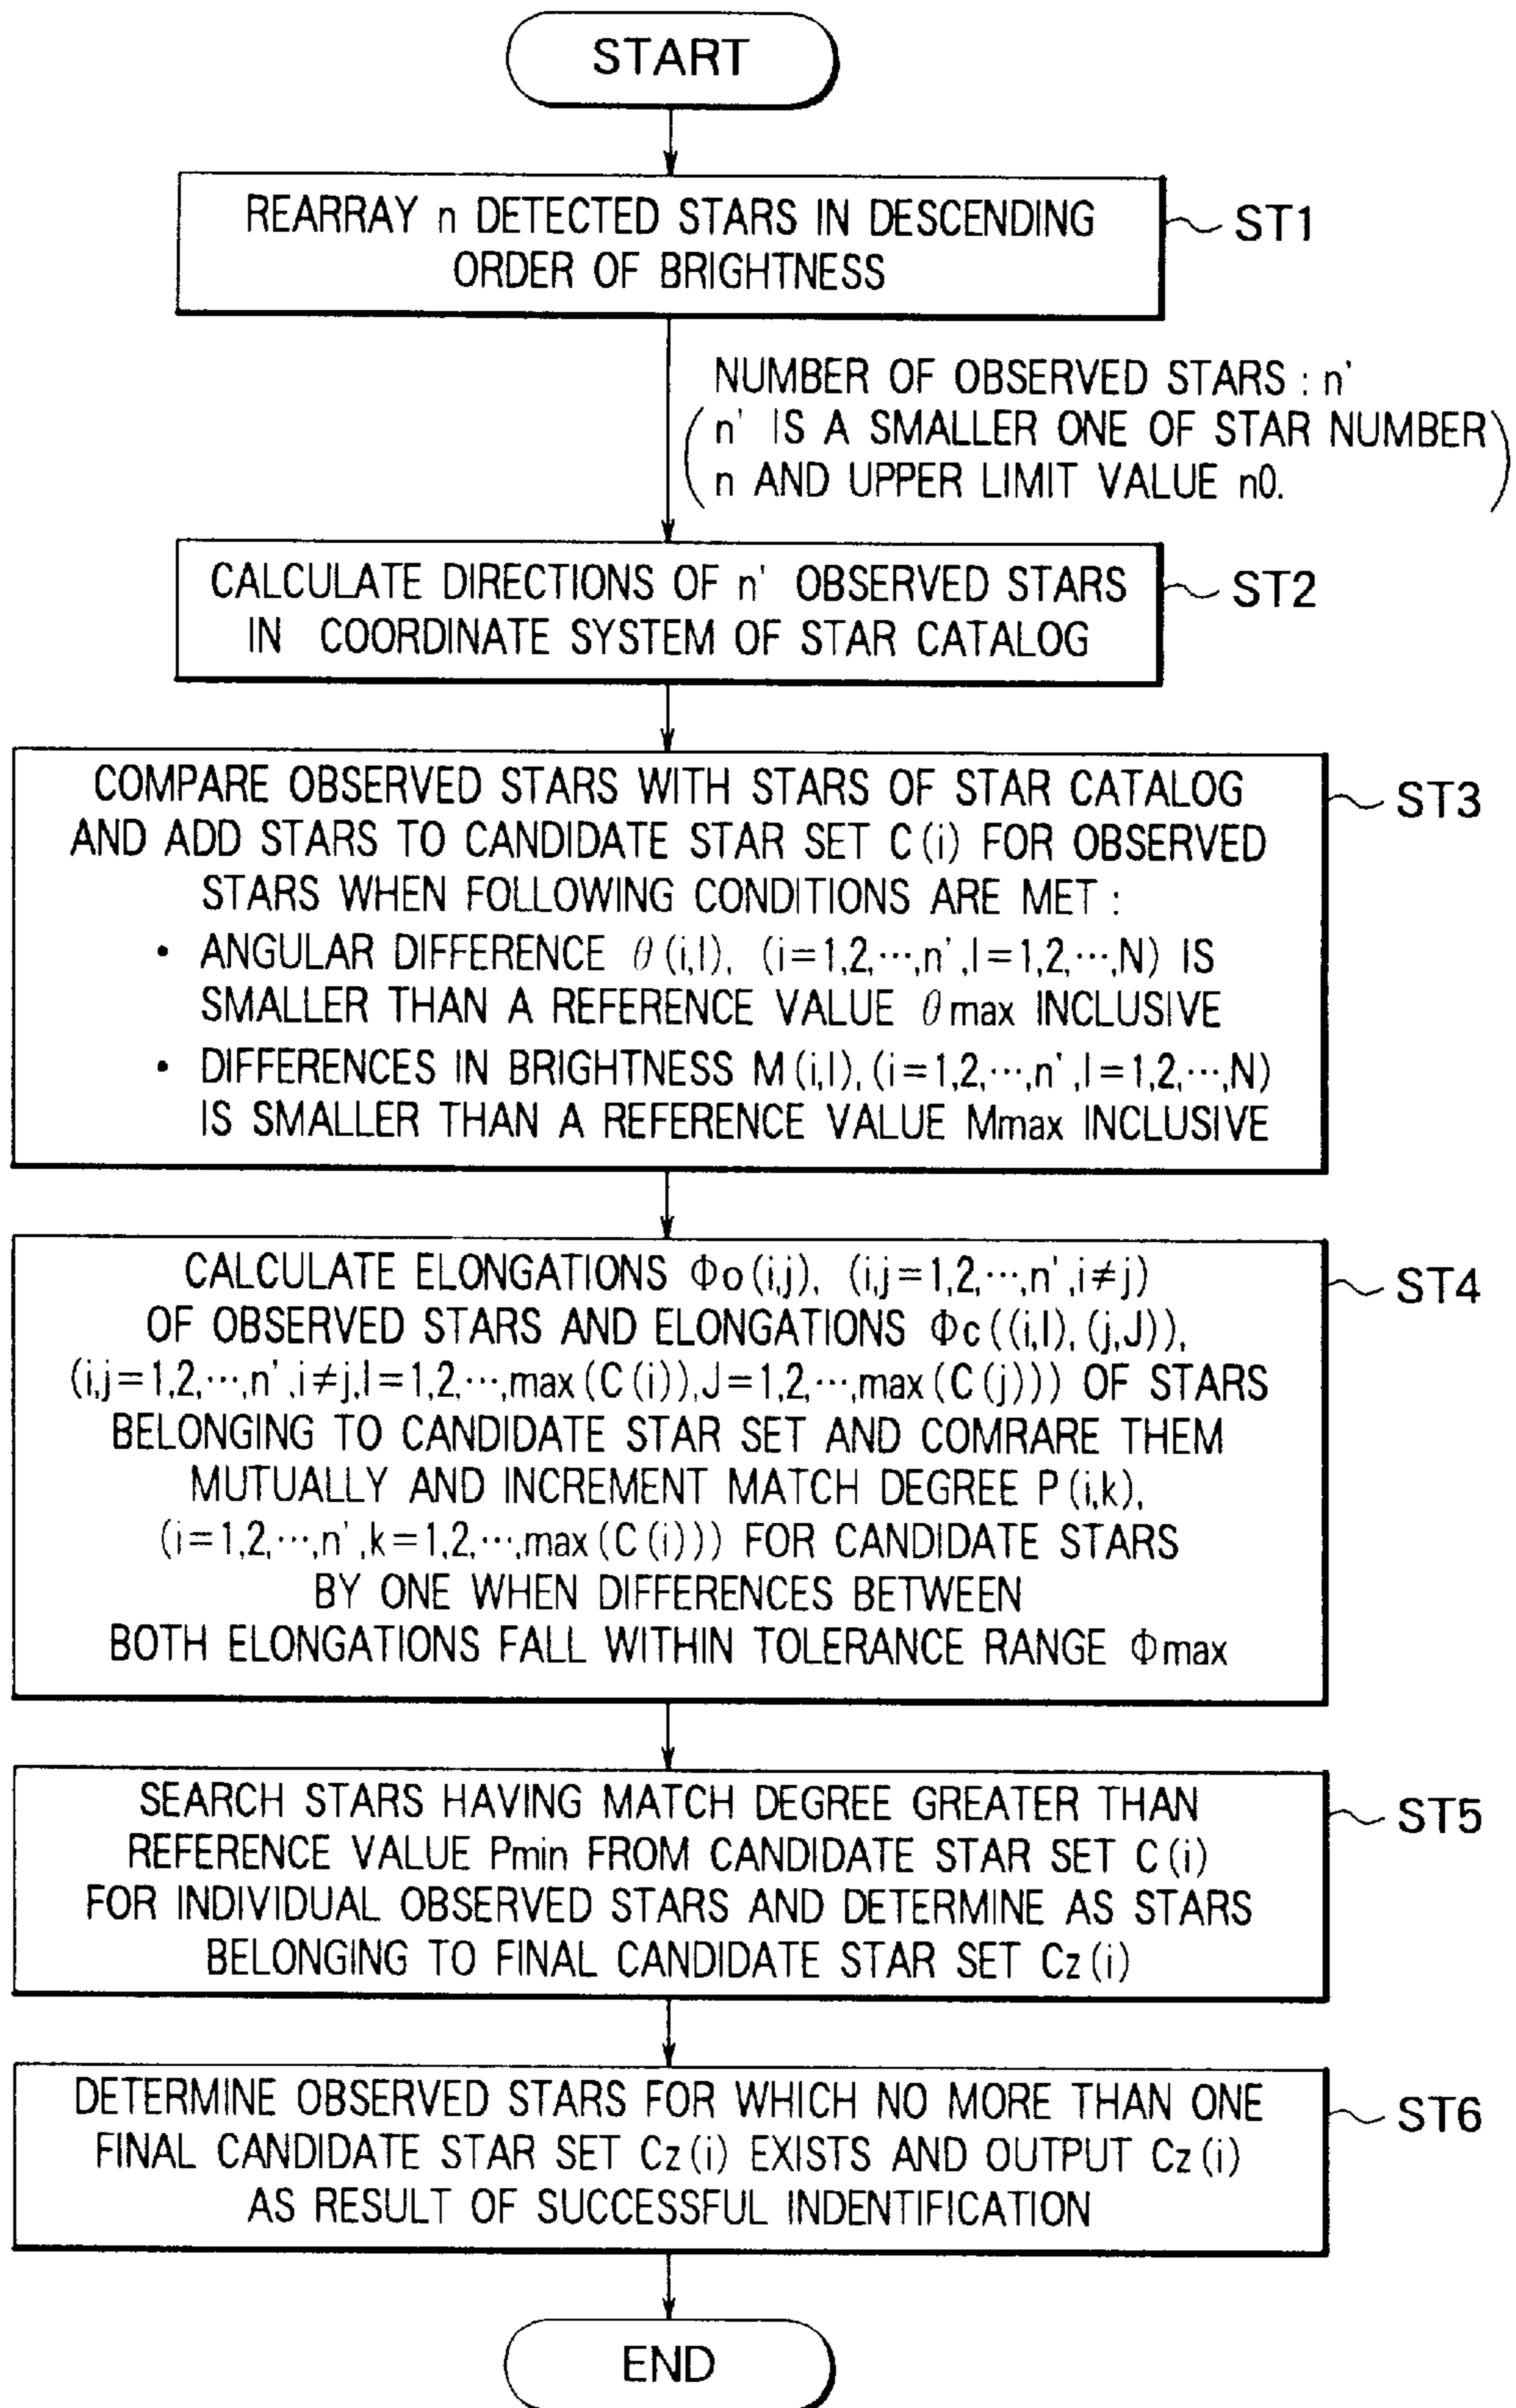 START
REARRAY n DETECTED STARS IN DESCENDING
ORDER OF BRIGHTNESS
ST1
NUMBER OF OBSERVED STARS : n'
(n' IS A SMALLER ONE OF STAR NUMBER
n AND UPPER LIMIT VALUE n0.)
CALCULATE DIRECTIONS OF n' OBSERVED STARS
IN COORDINATE SYSTEM OF STAR CATALOG
ST2
COMPARE OBSERVED STARS WITH STARS OF STAR CATALOG
AND ADD STARS TO CANDIDATE STAR SET C(i) FOR OBSERVED
STARS WHEN FOLLOWING CONDITIONS ARE MET :
• ANGULAR DIFFERENCE θ(i,I), (i=1,2,⋯,n',I=1,2,⋯,N) IS
SMALLER THAN A REFERENCE VALUE θmax INCLUSIVE
• DIFFERENCES IN BRIGHTNESS M(i,I),(i=1,2,⋯,n',I=1,2,⋯,N)
IS SMALLER THAN A REFERENCE VALUE Mmax INCLUSIVE
ST3
CALCULATE ELONGATIONS Φo(i,j), (i,j=1,2,⋯,n',i≠j)
OF OBSERVED STARS AND ELONGATIONS Φc((i,I),(j,J)),
(i,j=1,2,⋯,n',i≠j,I=1,2,⋯,max(C(i)),J=1,2,⋯,max(C(j))) OF STARS
BELONGING TO CANDIDATE STAR SET AND COMRARE THEM
MUTUALLY AND INCREMENT MATCH DEGREE P(i,k),
(i=1,2,⋯,n',k=1,2,⋯,max(C(i))) FOR CANDIDATE STARS
BY ONE WHEN DIFFERENCES BETWEEN
BOTH ELONGATIONS FALL WITHIN TOLERANCE RANGE Φmax
ST4
SEARCH STARS HAVING MATCH DEGREE GREATER THAN
REFERENCE VALUE Pmin FROM CANDIDATE STAR SET C(i)
FOR INDIVIDUAL OBSERVED STARS AND DETERMINE AS STARS
BELONGING TO FINAL CANDIDATE STAR SET Cz(i)
ST5
DETERMINE OBSERVED STARS FOR WHICH NO MORE THAN ONE
FINAL CANDIDATE STAR SET Cz(i) EXISTS AND OUTPUT Cz(i)
AS RESULT OF SUCCESSFUL INDENTIFICATION
ST6
END